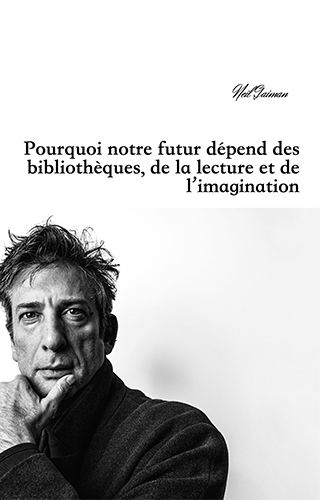 Neil Gaiman
Pourquoi notre futur dépend des
bibliothèques, de la lecture et de
l'imagination